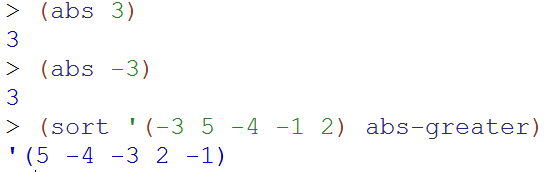 > (abs 3)
3
> (abs -3)
3
> (sort '(-3 5 -4 -1 2) abs-greater)
'(5 -4 -3 2 -1)